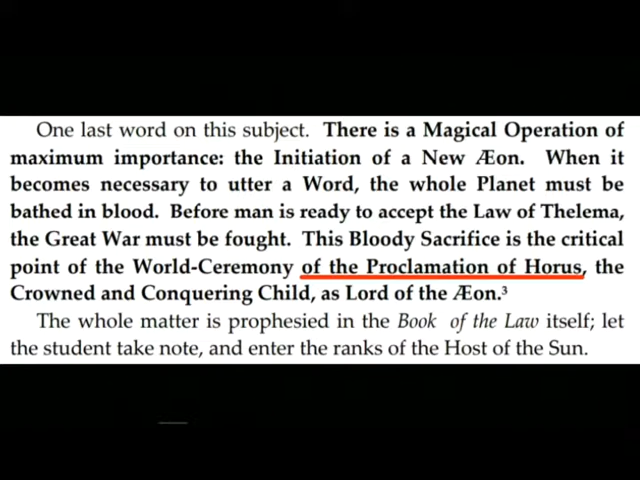 One last word on this subject. There is a Magical Operation of
maximum importance: the Initiation of a New Æon. When it
becomes necessary to utter a Word, the whole Planet must be
bathed in blood. Before man is ready to accept the Law of Thelema,
the Great War must be fought. This Bloody Sacrifice is the critical
point of the World-Ceremony of the Proclamation of Horus, the
Crowned and Conquering Child, as Lord of the Æon.³
The whole matter is prophesied in the Book of the Law itself; let
the student take note, and enter the ranks of the Host of the Sun.